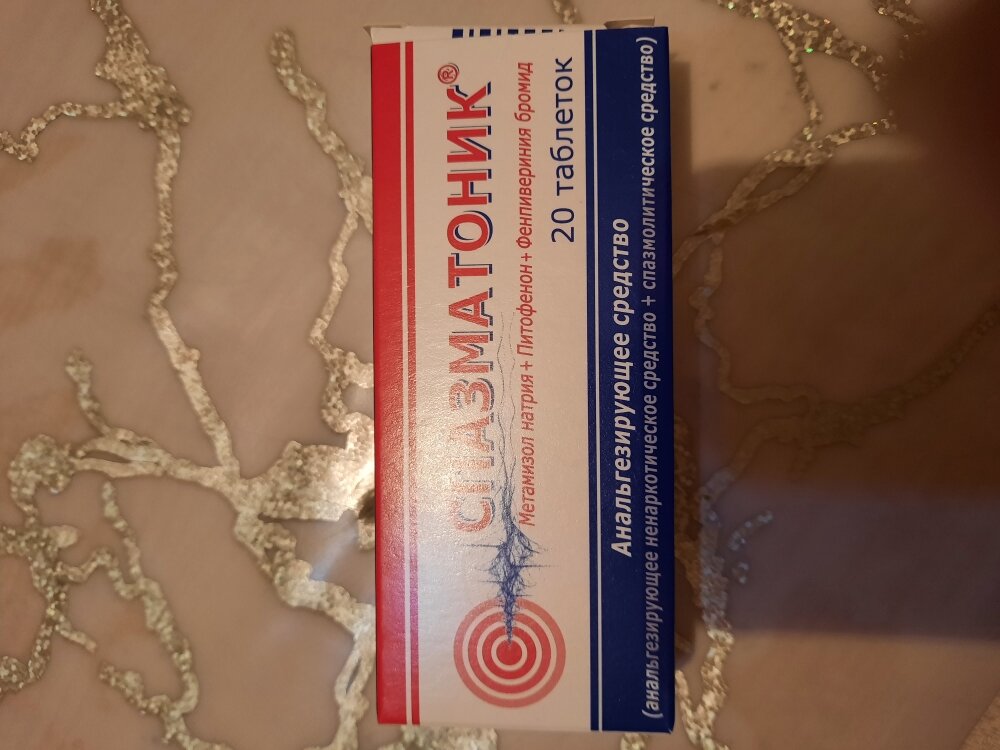 СПАЗМАТОНИК®
Метамизол натрия + Питофенон + Фенпивериния бромид
20 таблеток
Анальгезирующее средство
(анальгезирующее ненаркотическое средство + спазмолитическое средство)